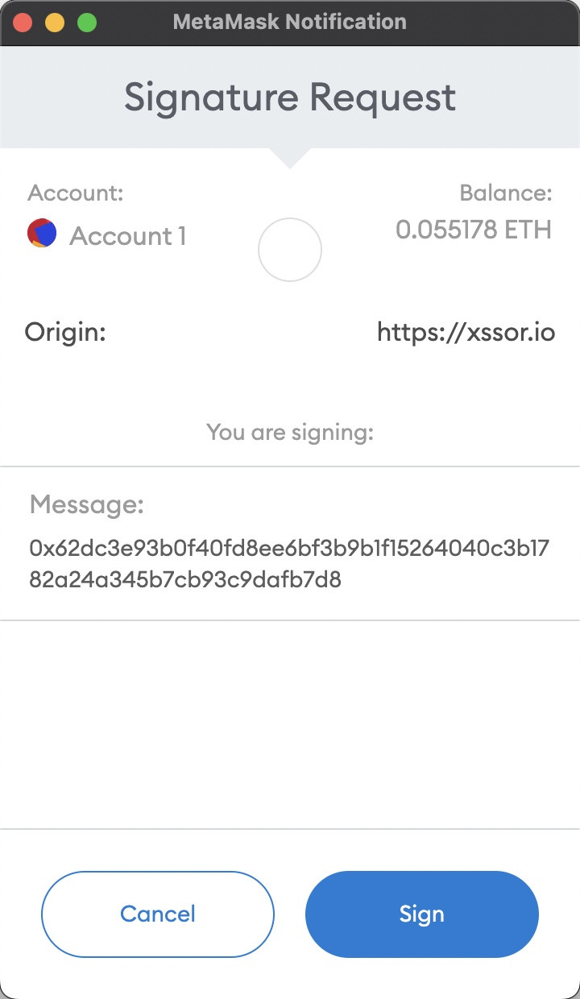 MetaMask Notification
Signature Request
Account:
Balance:
Account 1
0.055178 ETH
Origin:
https://xssor.io
You are signing:
Message:
0x62dc3e93b0f40fd8ee6bf3b9b1f15264040c3b17
82a24a345b7cb93c9dafb7d8
Cancel
Sign